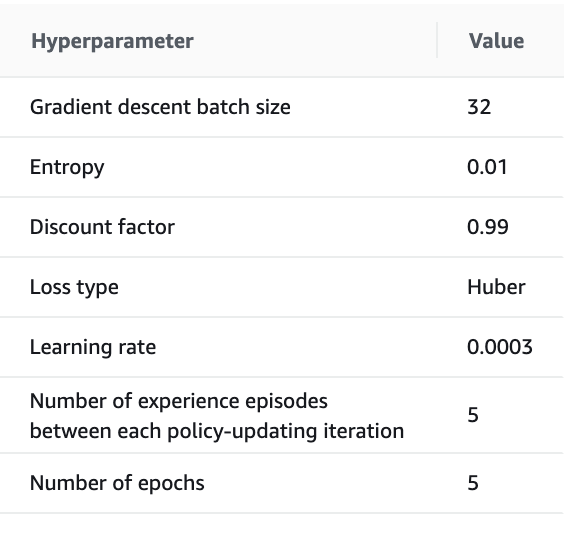 Hyperparameter Value
Gradient descent batch size 32
Entropy 0.01
Discount factor 0.99
Loss type Huber
Learning rate 0.0003
Number of experience episodes
between each policy-updating iteration 5
Number of epochs 5